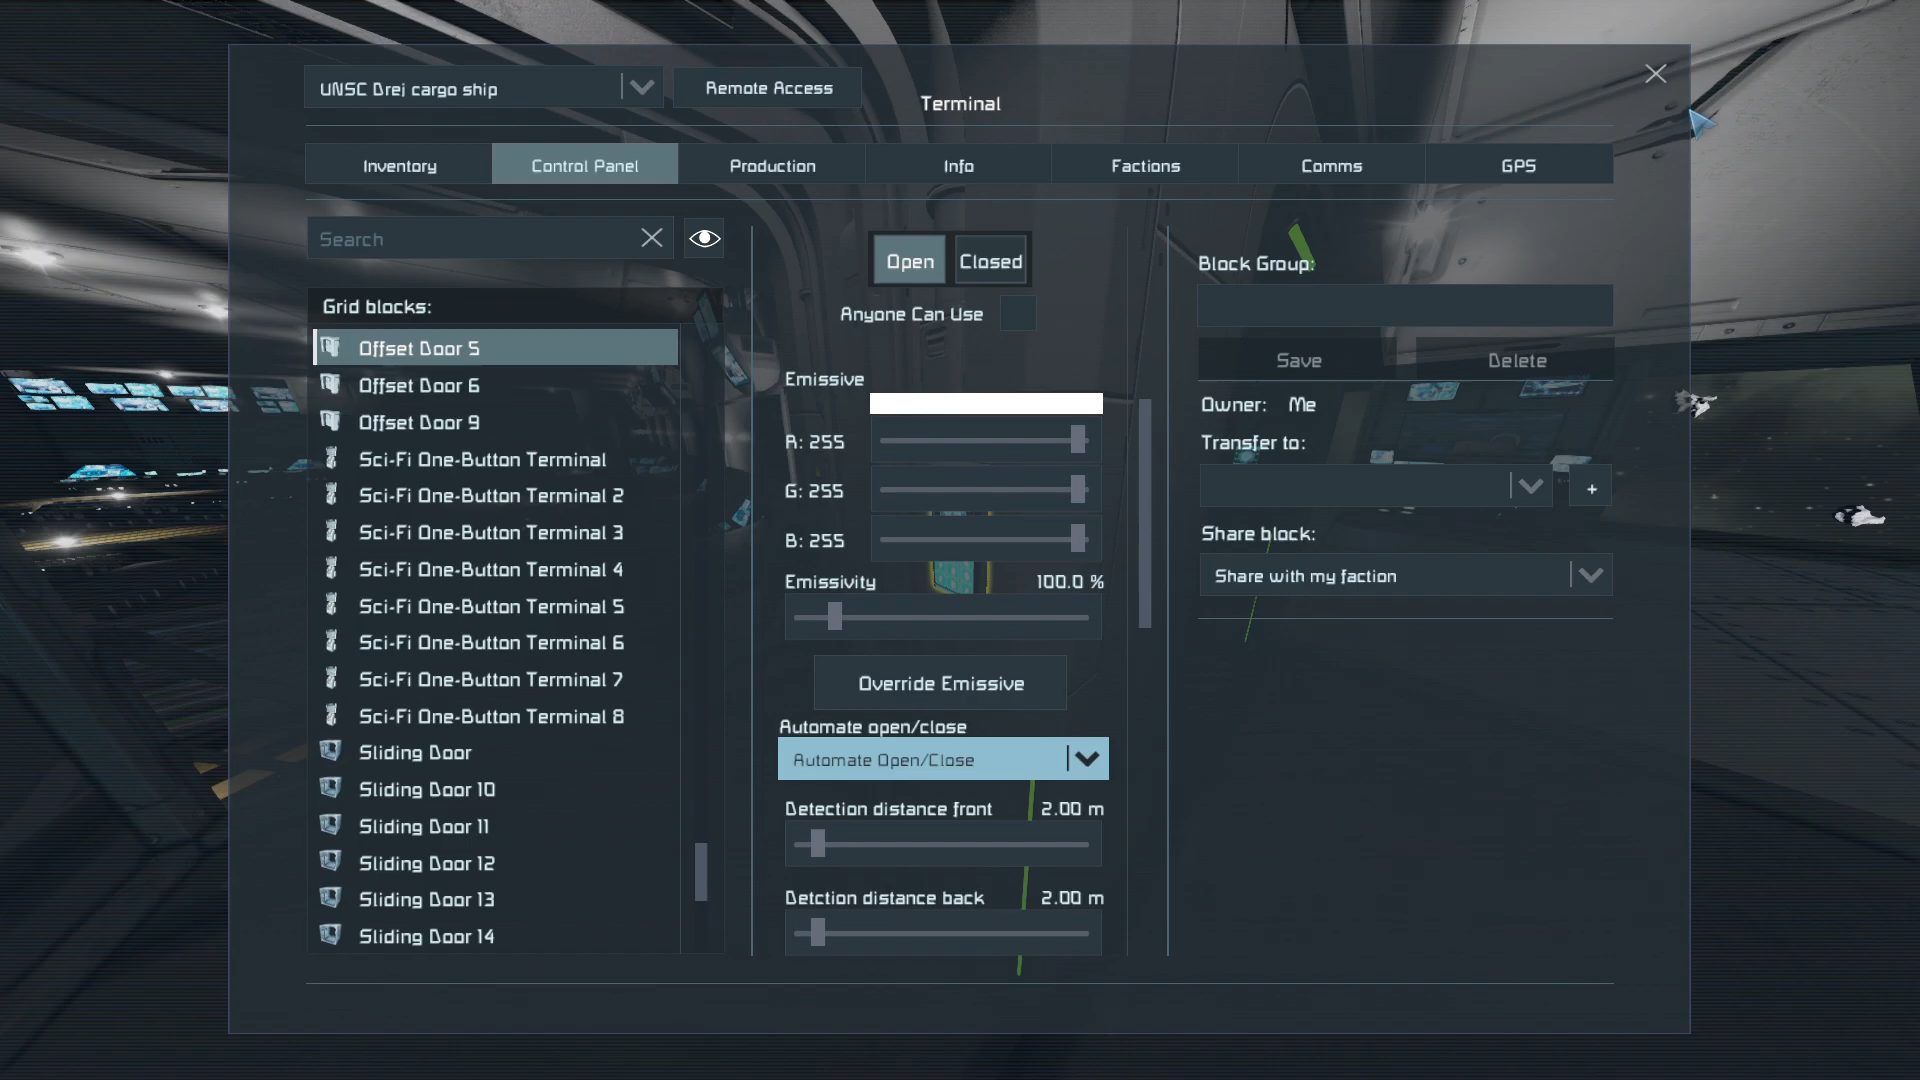 UNSC Drej cargo ship
Remote Access
Terminal
Inventory
Control Panel
Production
Info
Factions
Comms
GPS
Search
Grid blocks:
Offset Door 5
Offset Door 6
Offset Door 9
Sci-Fi One-Button Terminal
Sci-Fi One-Button Terminal 2
Sci-Fi One-Button Terminal 3
Sci-Fi One-Button Terminal 4
Sci-Fi One-Button Terminal 5
Sci-Fi One-Button Terminal 6
Sci-Fi One-Button Terminal 7
Sci-Fi One-Button Terminal 8
Sliding Door
Sliding Door 10
Sliding Door 11
Sliding Door 12
Sliding Door 13
Sliding Door 14
Open
Closed
Anyone Can Use
Emissive
R: 255
G: 255
B: 255
Emissivity 100.0 %
Override Emissive
Automate open/close
Automate Open/Close
Detection distance front 2.00 m
Detction distance back 2.00 m
Block Group:
Save
Delete
Owner: Me
Transfer to:
+
Share block:
Share with my faction